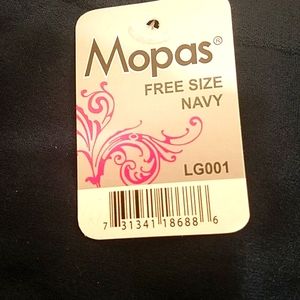 Mopas®
FREE SIZE
NAVY
LG001
7 31341 18688 6